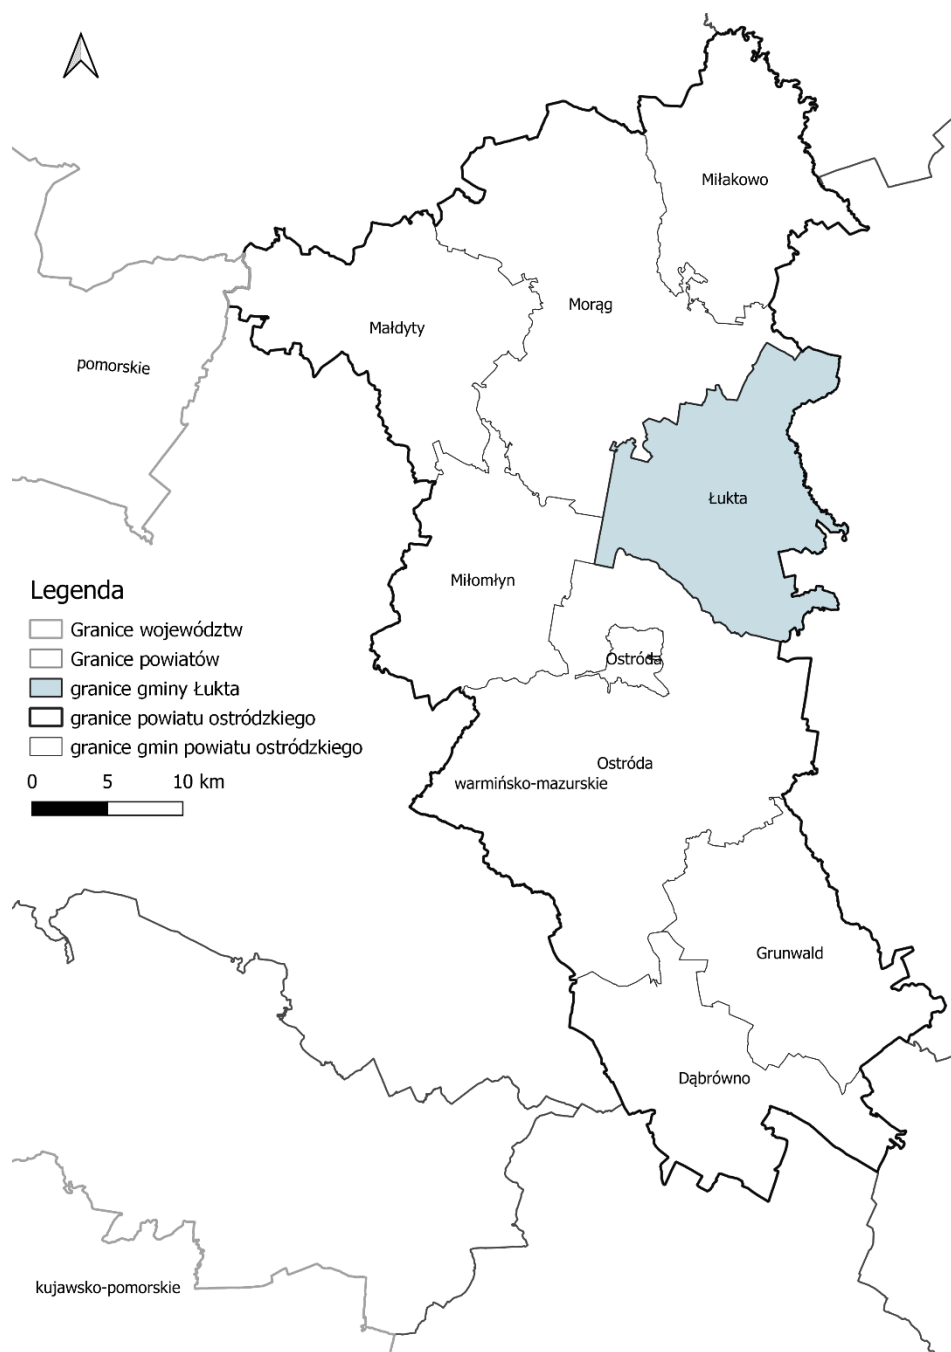 Miłakowo
Morąg
Małdyty
pomorskie
Łukta
Miłomłyn
Legenda
Granice województw
Granice powiatów
granice gminy Łukta
granice powiatu ostródzkiego
granice gmin powiatu ostródzkiego
0 5 10 km
Ostróda
Ostróda
warmińsko-mazurskie
Grunwald
Dąbrówno
kujawsko-pomorskie